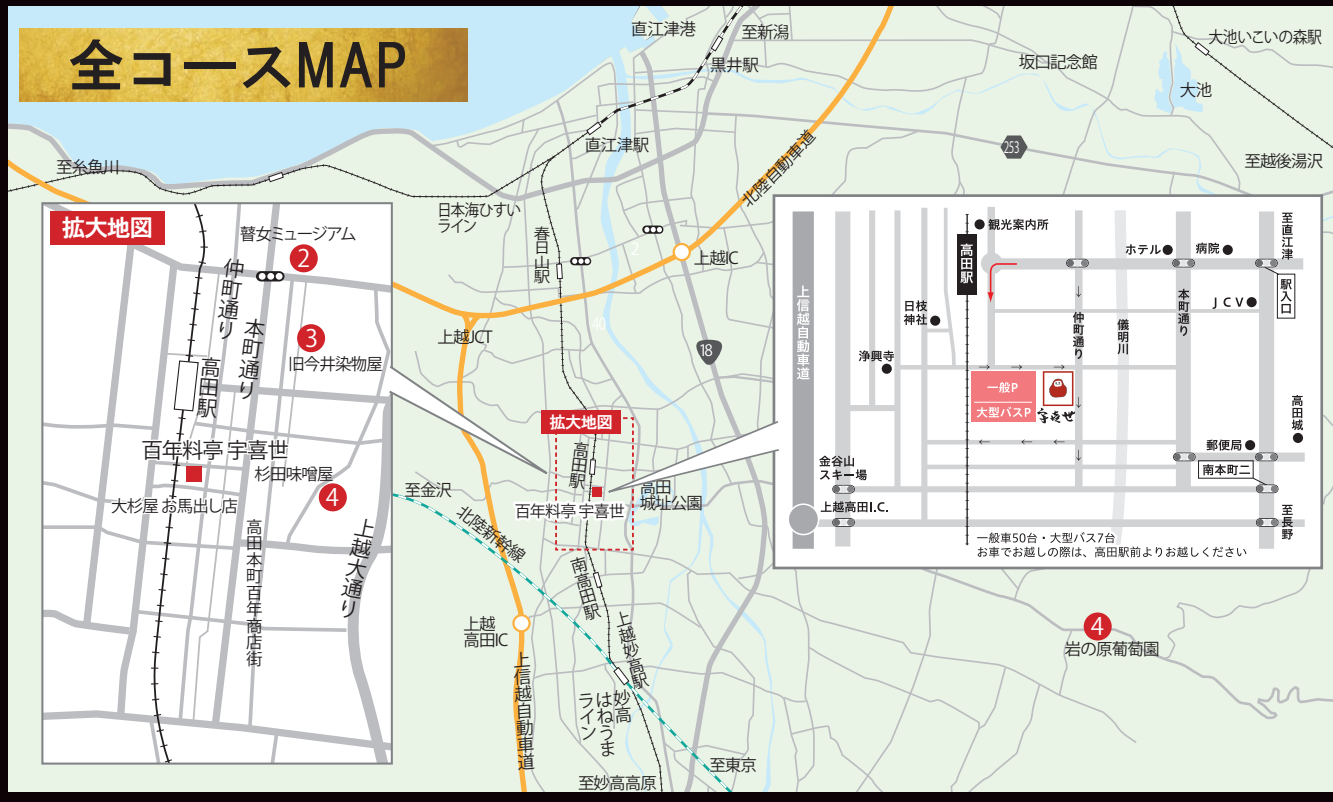 全コースMAP
直江津港
至新潟
黒井駅
坂口記念館
大池いこいの森駅
大池
253
至越後湯沢
直江津駅
至糸魚川
北陸自動車道
日本海ひすい
ライン
春日山駅
2
上越IC
上越JCT
40
18
拡大地図
高田駅
百年料亭 宇喜世
高田
城址公園
至金沢
北陸新幹線
南高田駅
上越
高田IC
上信越自動車道
上越妙高駅
妙高
はねうま
ライン
至妙高高原
至東京
4
岩の原葡萄園
拡大地図
瞽女ミュージアム
2
仲町通り
本町通り
3
旧今井染物屋
高田駅
百年料亭 宇喜世
杉田味噌屋
4
大杉屋 お馬出し店
高田本町百年商店街
上越大通り
観光案内所
高田駅
ホテル
病院
至直江津
駅入口
JCV
上信越自動車道
日枝
神社
仲町通り
儀明川
本町通り
浄興寺
一般P
大型バスP
宇喜世
高田城
郵便局
南本町二
金谷山
スキー場
上越高田I.C.
至長野
一般車50台・大型バス7台
お車でお越しの際は、高田駅前よりお越しください